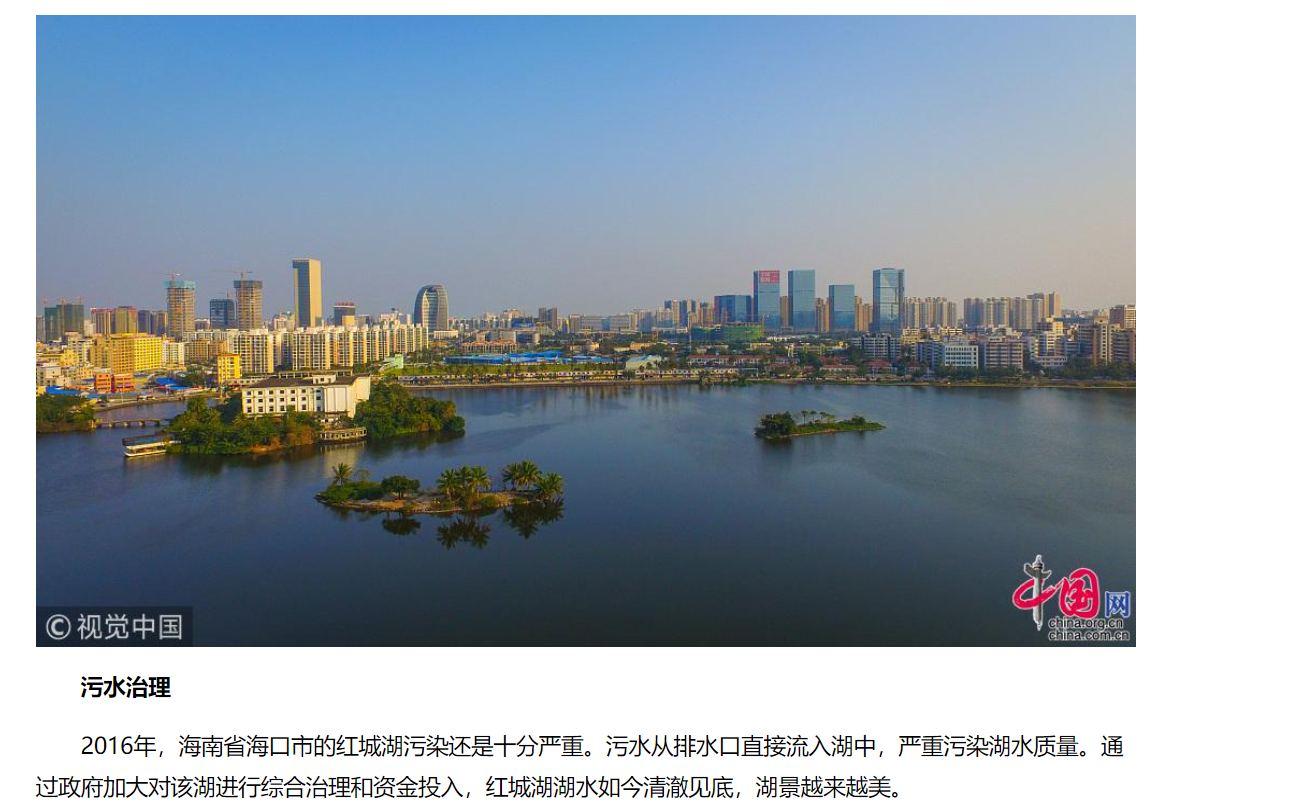 © 视觉中国
中国网
china.org.cn
china.com.cn
污水治理
2016年，海南省海口市的红城湖污染还是十分严重。污水从排水口直接流入湖中，严重污染湖水质量。通
过政府加大对该湖进行综合治理和资金投入，红城湖湖水如今清澈见底，湖景越来越美。